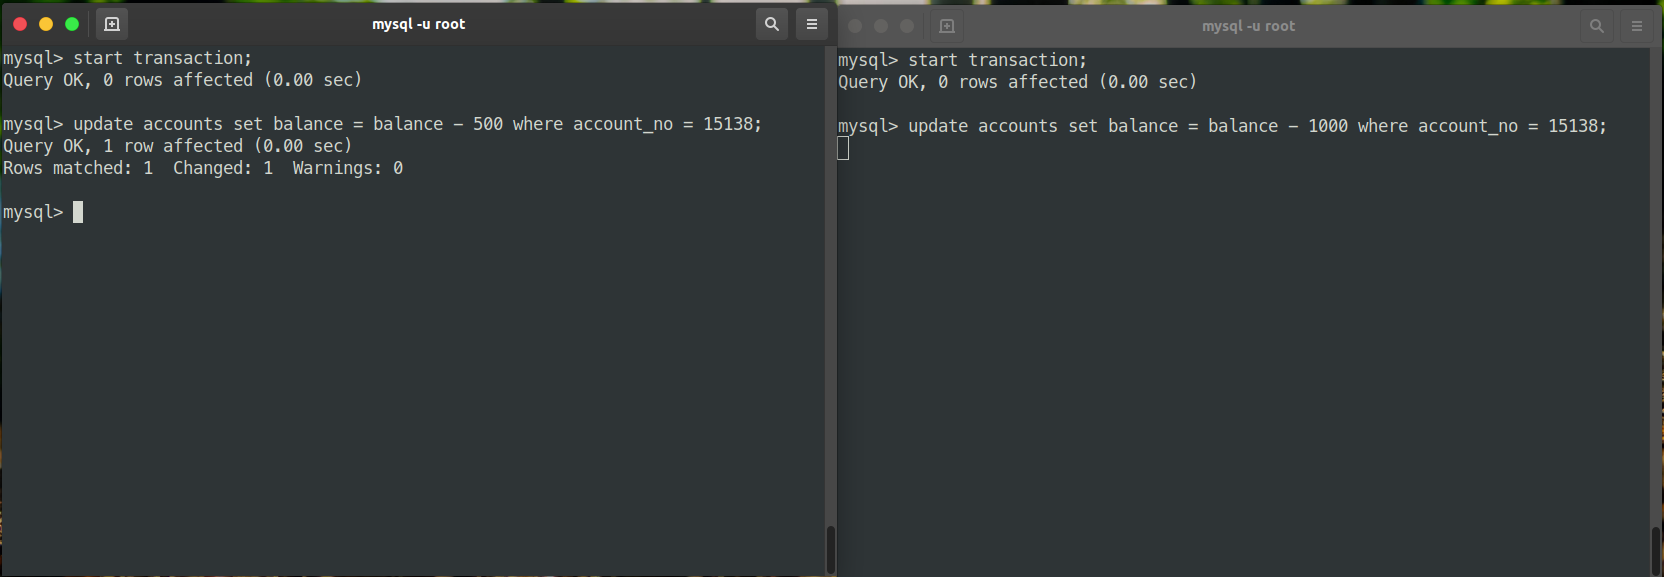 mysql -u root
mysql> start transaction;
Query OK, 0 rows affected (0.00 sec)
mysql> update accounts set balance = balance - 500 where account_no = 15138;
Query OK, 1 row affected (0.00 sec)
Rows matched: 1  Changed: 1  Warnings: 0
mysql>
mysql -u root
mysql> start transaction;
Query OK, 0 rows affected (0.00 sec)
mysql> update accounts set balance = balance - 1000 where account_no = 15138;